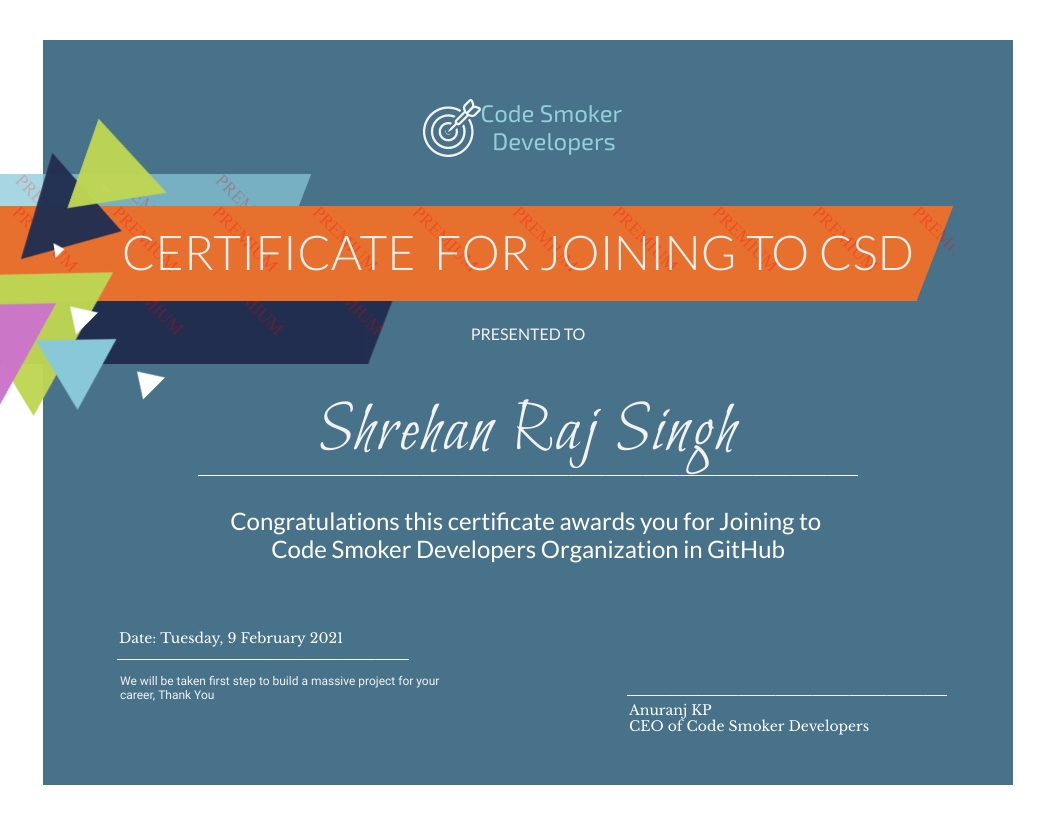 Code Smoker
Developers
PREMIUM PREMIUM
PREMIUM PREMIUM PREMIUM PREMIUM PREMIUM PREMIUM PREMIUM PREMIUM PREMIUM
CERTIFICATE FOR JOINING TO CSD
PRESENTED TO
Shrehan Raj Singh
Congratulations this certificate awards you for Joining to
Code Smoker Developers Organization in GitHub
Date: Tuesday, 9 February 2021
We will be taken first step to build a massive project for your
career, Thank You
Anuranj KP
CEO of Code Smoker Developers